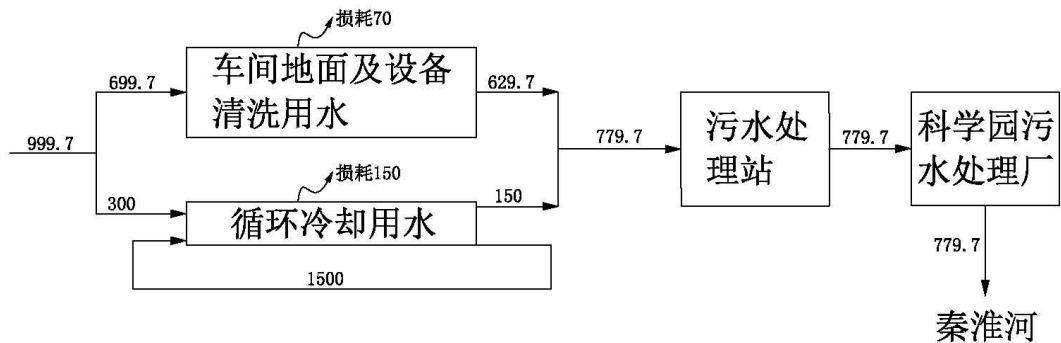 损耗70
车间地面及设备
清洗用水
699.7
629.7
999.7
779.7
污水处
理站
779.7
科学园污
水处理厂
损耗150
300
循环冷却用水
150
1500
779.7
秦淮河